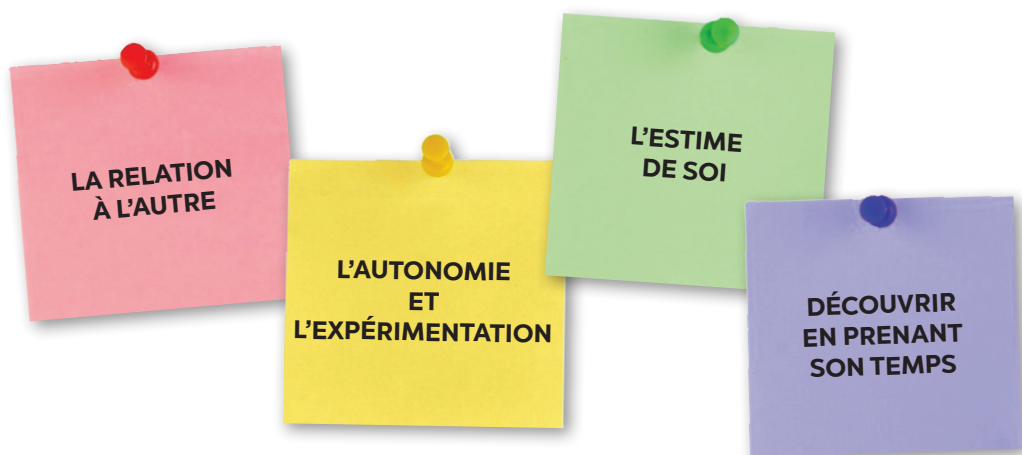 LA RELATION
À L'AUTRE
L'AUTONOMIE
ET
L'EXPÉRIMENTATION
L'ESTIME
DE SOI
DÉCOUVRIR
EN PRENANT
SON TEMPS